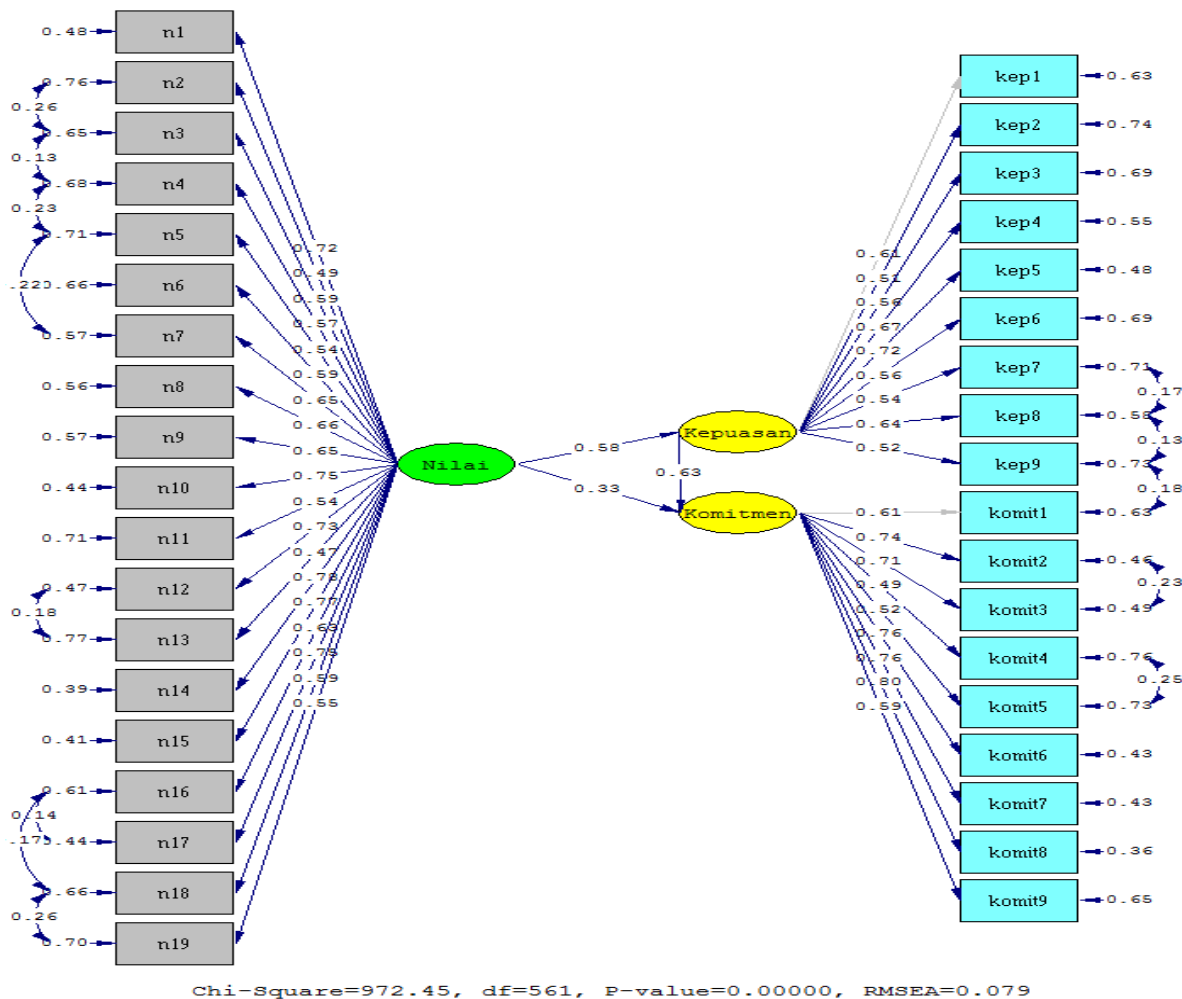 0.48 n1
0.76 n2
0.26
0.65 n3
0.13
0.68 n4
0.23
0.71 n5
.22 0.66 n6
0.57 n7
0.56 n8
0.57 n9
0.44 n10
0.71 n11
0.47 n12
0.18
0.77 n13
0.39 n14
0.41 n15
0.61 n16
0.14
.17 .44 n17
0.66 n18
0.26
0.70 n19
0.72
0.49
0.59
0.57
0.54
0.59
0.65
0.66
0.65
0.75
0.54
0.73
0.47
0.78
0.77
0.63
0.75
0.59
0.55
Nilai
0.58
0.33
Kepuasan
0.63
Komitmen
0.61
0.51
0.56
0.67
0.72
0.56
0.54
0.64
0.52
0.61
0.74
0.71
0.49
0.52
0.76
0.76
0.80
0.59
kep1 0.63
kep2 0.74
kep3 0.69
kep4 0.55
kep5 0.48
kep6 0.69
kep7 0.71
0.17
kep8 0.58
0.13
kep9 0.73
0.18
komit1 0.63
komit2 0.46
0.23
komit3 0.49
komit4 0.76
0.25
komit5 0.73
komit6 0.43
komit7 0.43
komit8 0.36
komit9 0.65
Chi-Square=972.45, df=561, P-value=0.00000, RMSEA=0.079